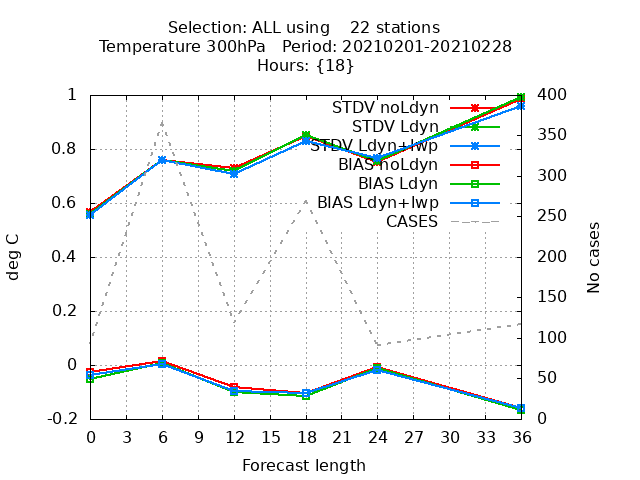 Selection: ALL using    22 stations
Temperature 300hPa   Period: 20210201-20210228
Hours: {18}
1
0.8
0.6
0.4
0.2
0
-0.2
deg C
STDV noLdyn
STDV Ldyn
STDV Ldyn+lwp
BIAS noLdyn
BIAS Ldyn
BIAS Ldyn+lwp
CASES
400
350
300
250
200
150
100
50
0
No cases
0 3 6 9 12 15 18 21 24 27 30 33 36
Forecast length